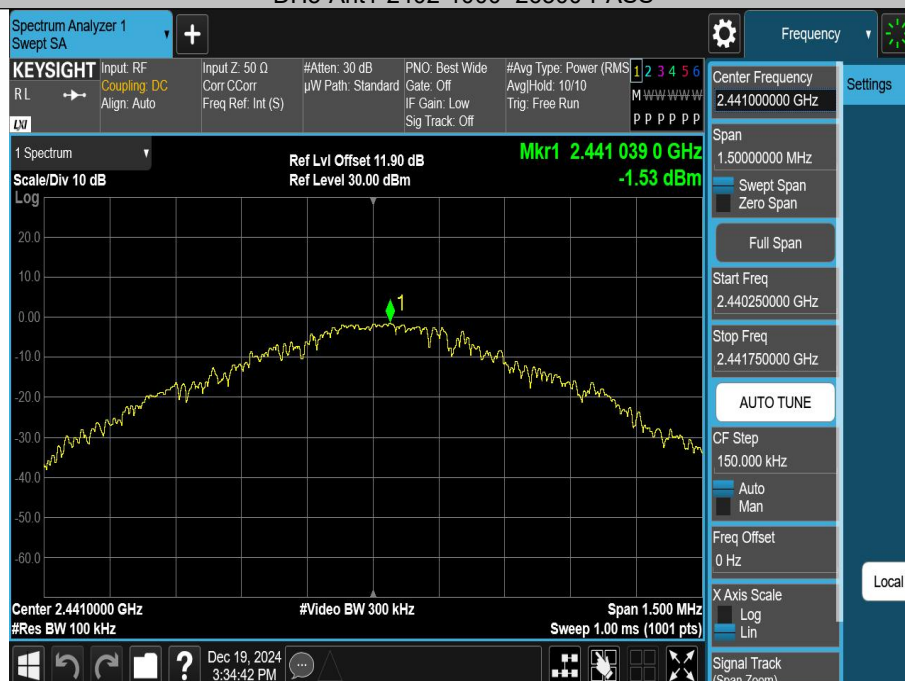 Spectrum Analyzer 1
Swept SA
Frequency
KEYSIGHT
RL
LXI
Input: RF
Coupling: DC
Align: Auto
Input Z: 50 Ω
Corr CCorr
Freq Ref: Int (S)
#Atten: 30 dB
µW Path: Standard
PNO: Best Wide
Gate: Off
IF Gain: Low
Sig Track: Off
#Avg Type: Power (RMS
Avg|Hold: 10/10
Trig: Free Run
1 2 3 4 5 6
M W W W W W
P P P P P P
1 Spectrum
Scale/Div 10 dB
Log
Ref Lvl Offset 11.90 dB
Ref Level 30.00 dBm
Mkr1 2.441 039 0 GHz
-1.53 dBm
20.0
10.0
0.00
-10.0
-20.0
-30.0
-40.0
-50.0
-60.0
1
Center 2.4410000 GHz
#Video BW 300 kHz
Span 1.500 MHz
#Res BW 100 kHz
Sweep 1.00 ms (1001 pts)
Dec 19, 2024
3:34:42 PM
Center Frequency
2.441000000 GHz
Settings
Span
1.50000000 MHz
Swept Span
Zero Span
Full Span
Start Freq
2.440250000 GHz
Stop Freq
2.441750000 GHz
AUTO TUNE
CF Step
150.000 kHz
Auto
Man
Freq Offset
0 Hz
X Axis Scale
Log
Lin
Local
Signal Track
(Span Zoom)